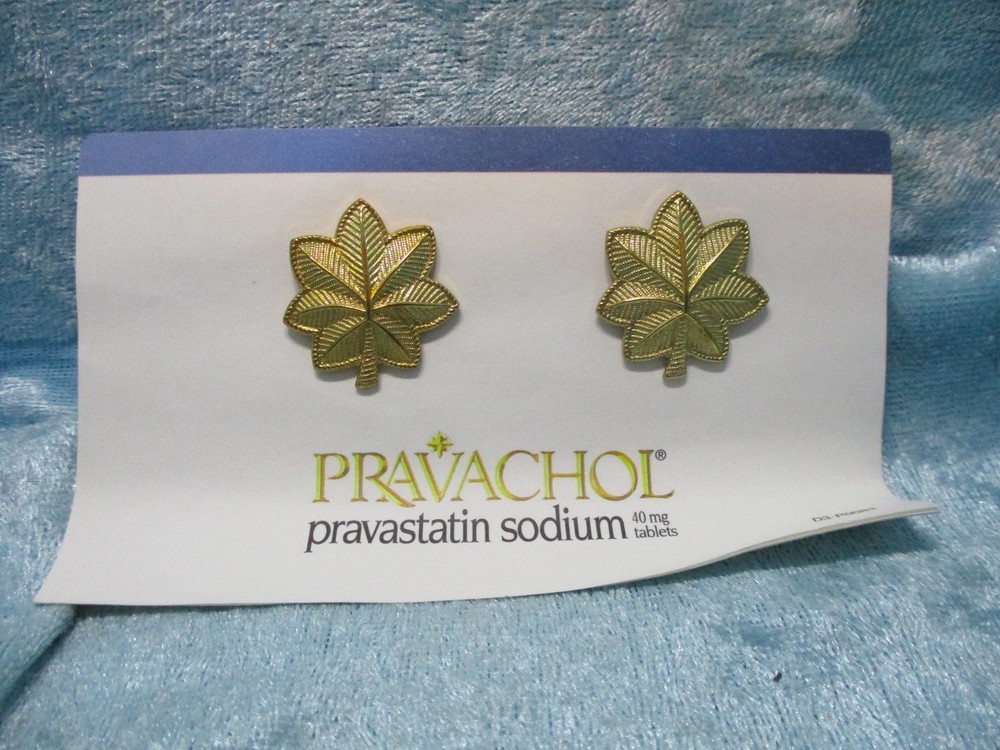 PRAVACHOL®
pravastatin sodium 40 mg tablets